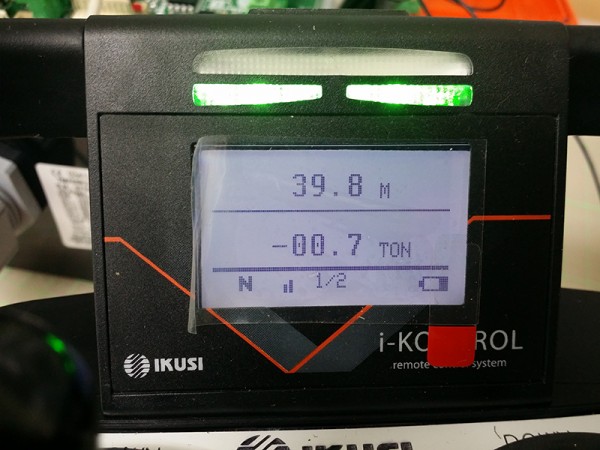 39.8 M
-00.7 TON
N 1/2
IKUSI
remote system
IKUSI